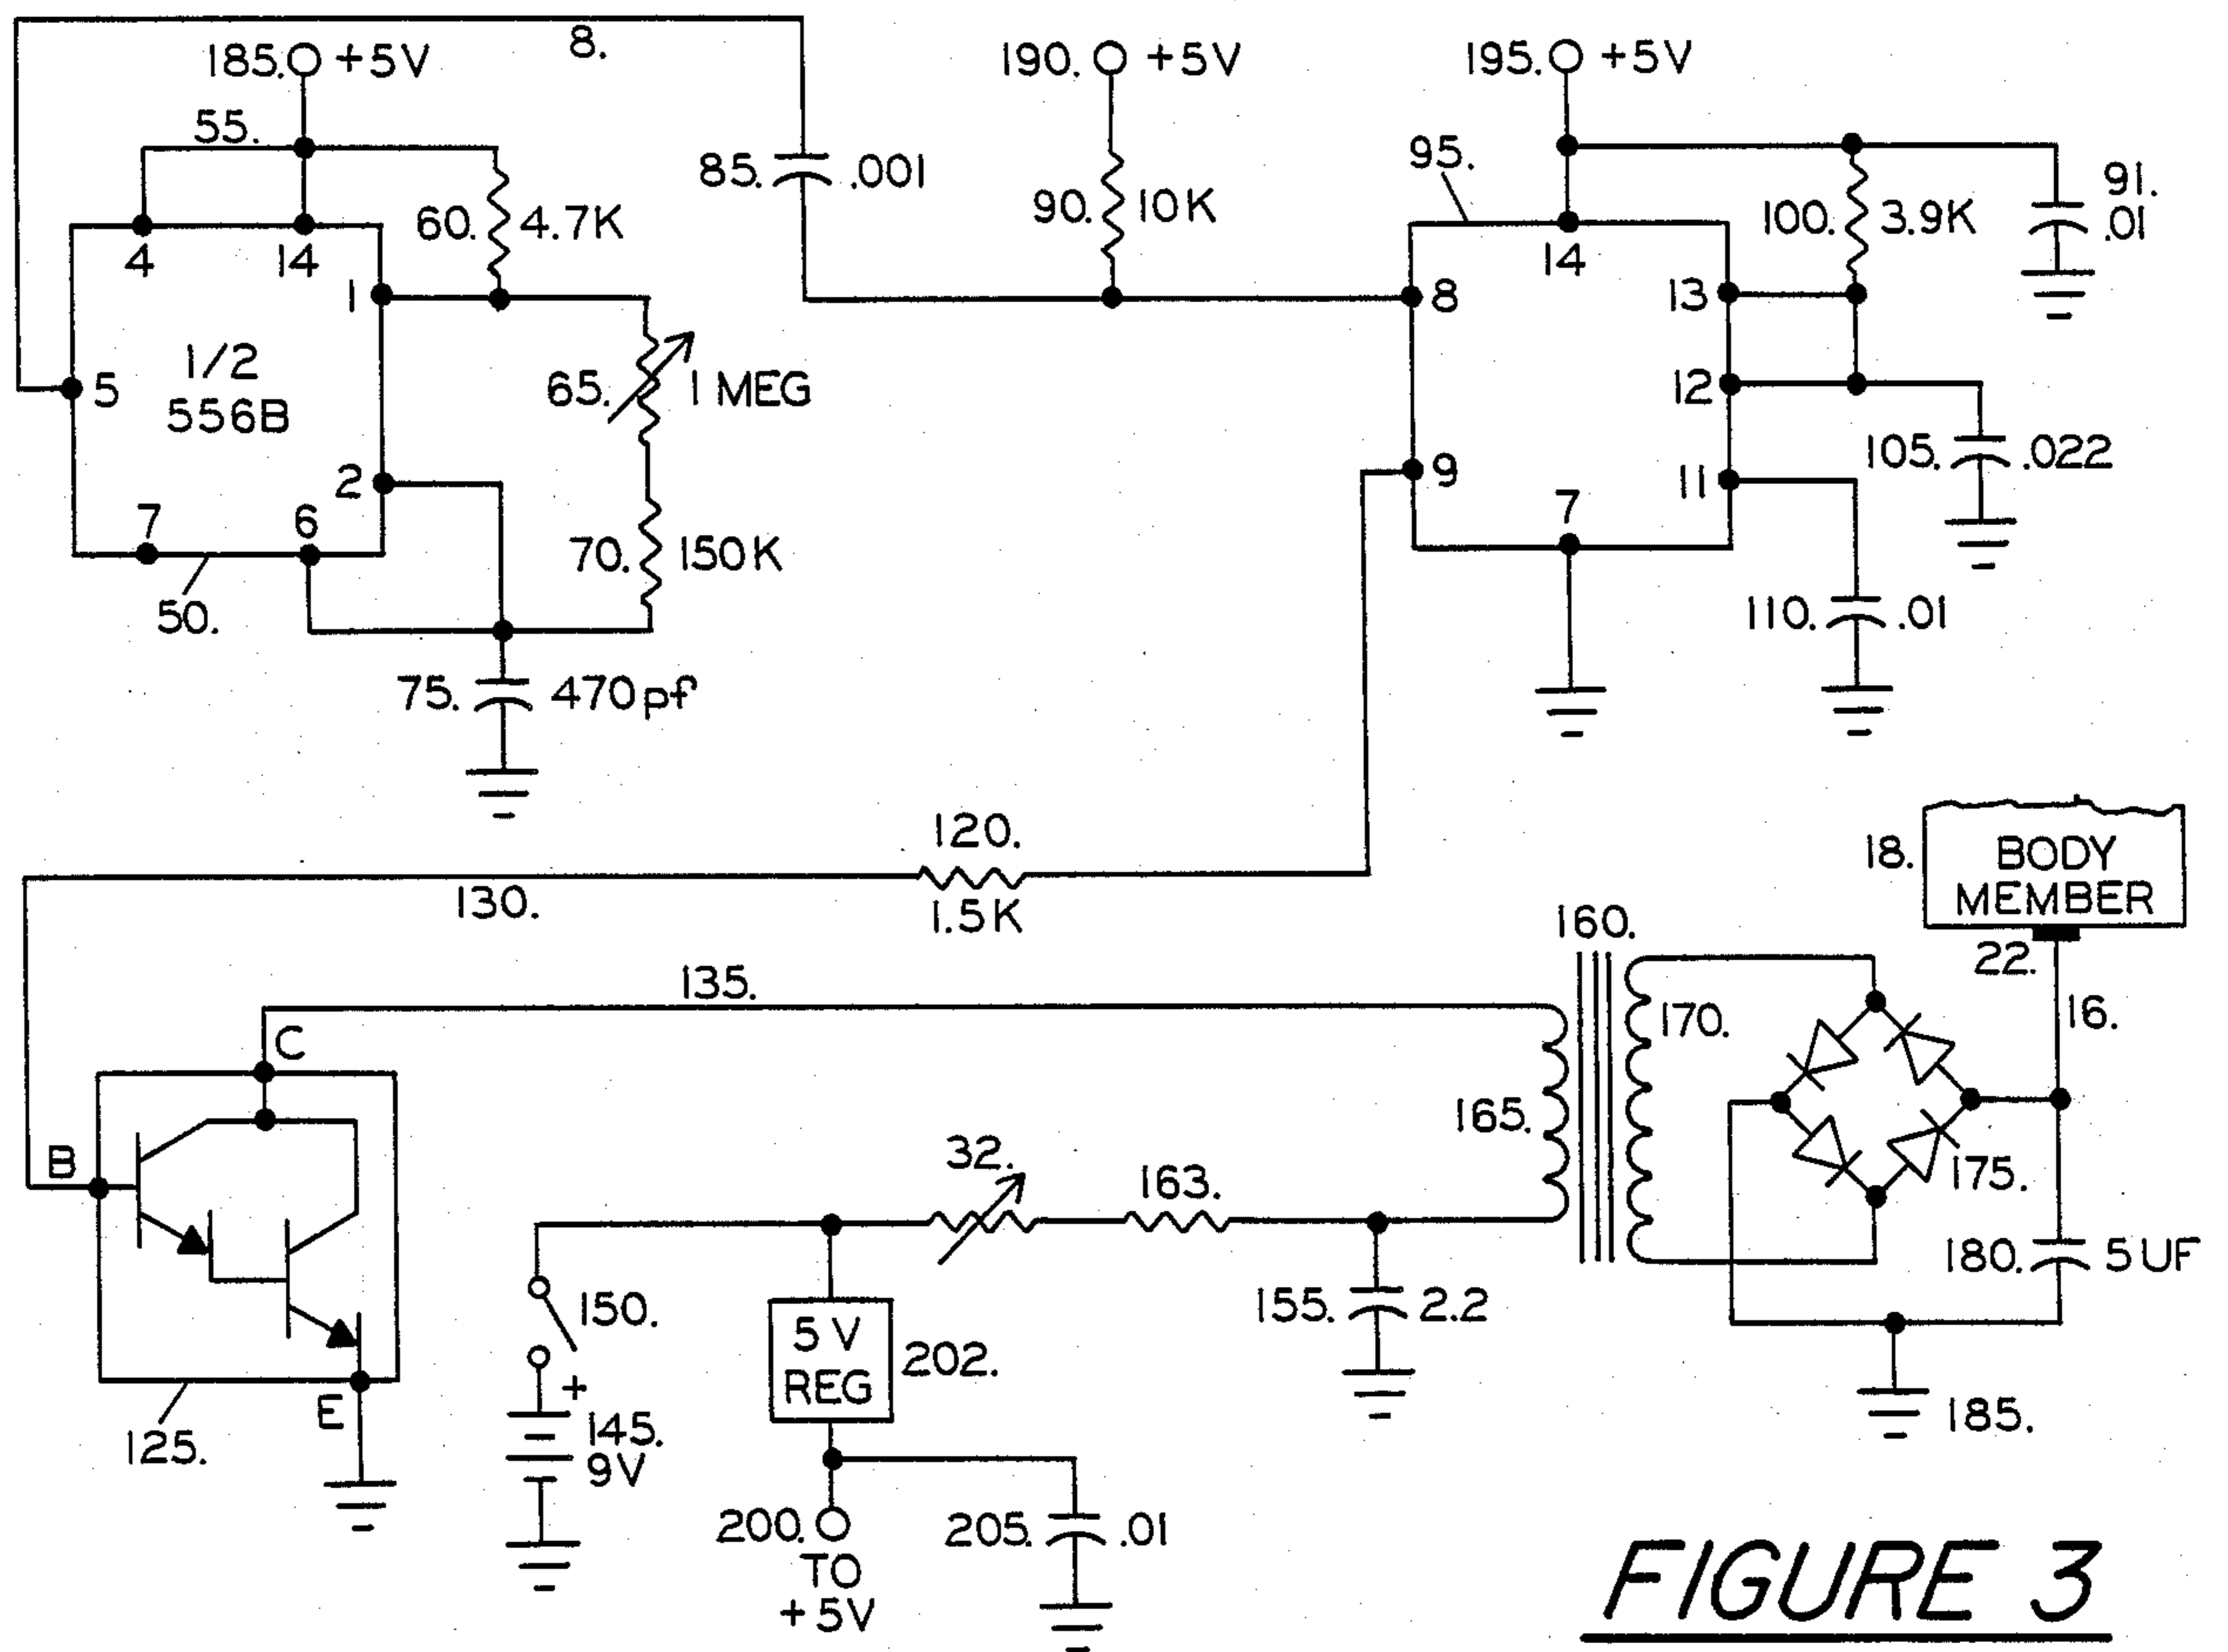 8.
185. +5V
190. +5V
195. +5V
55.
85. .001
95.
91.
.01
60. 4.7K
90. 10K
100. 3.9K
4
14
14
1
8
13
1/2
556B
65. 1 MEG
5
12
2
9
105. .022
11
7
6
7
70. 150K
50.
110. .01
75. 470pf
120.
1.5K
130.
18. BODY
MEMBER
160.
22.
135.
16.
170.
C
165.
B
32.
163.
175.
180. 5UF
150.
155. 2.2
5V
REG
202.
+
E
145.
9V
185.
125.
200.
TO
+5V
205. .01
FIGURE 3